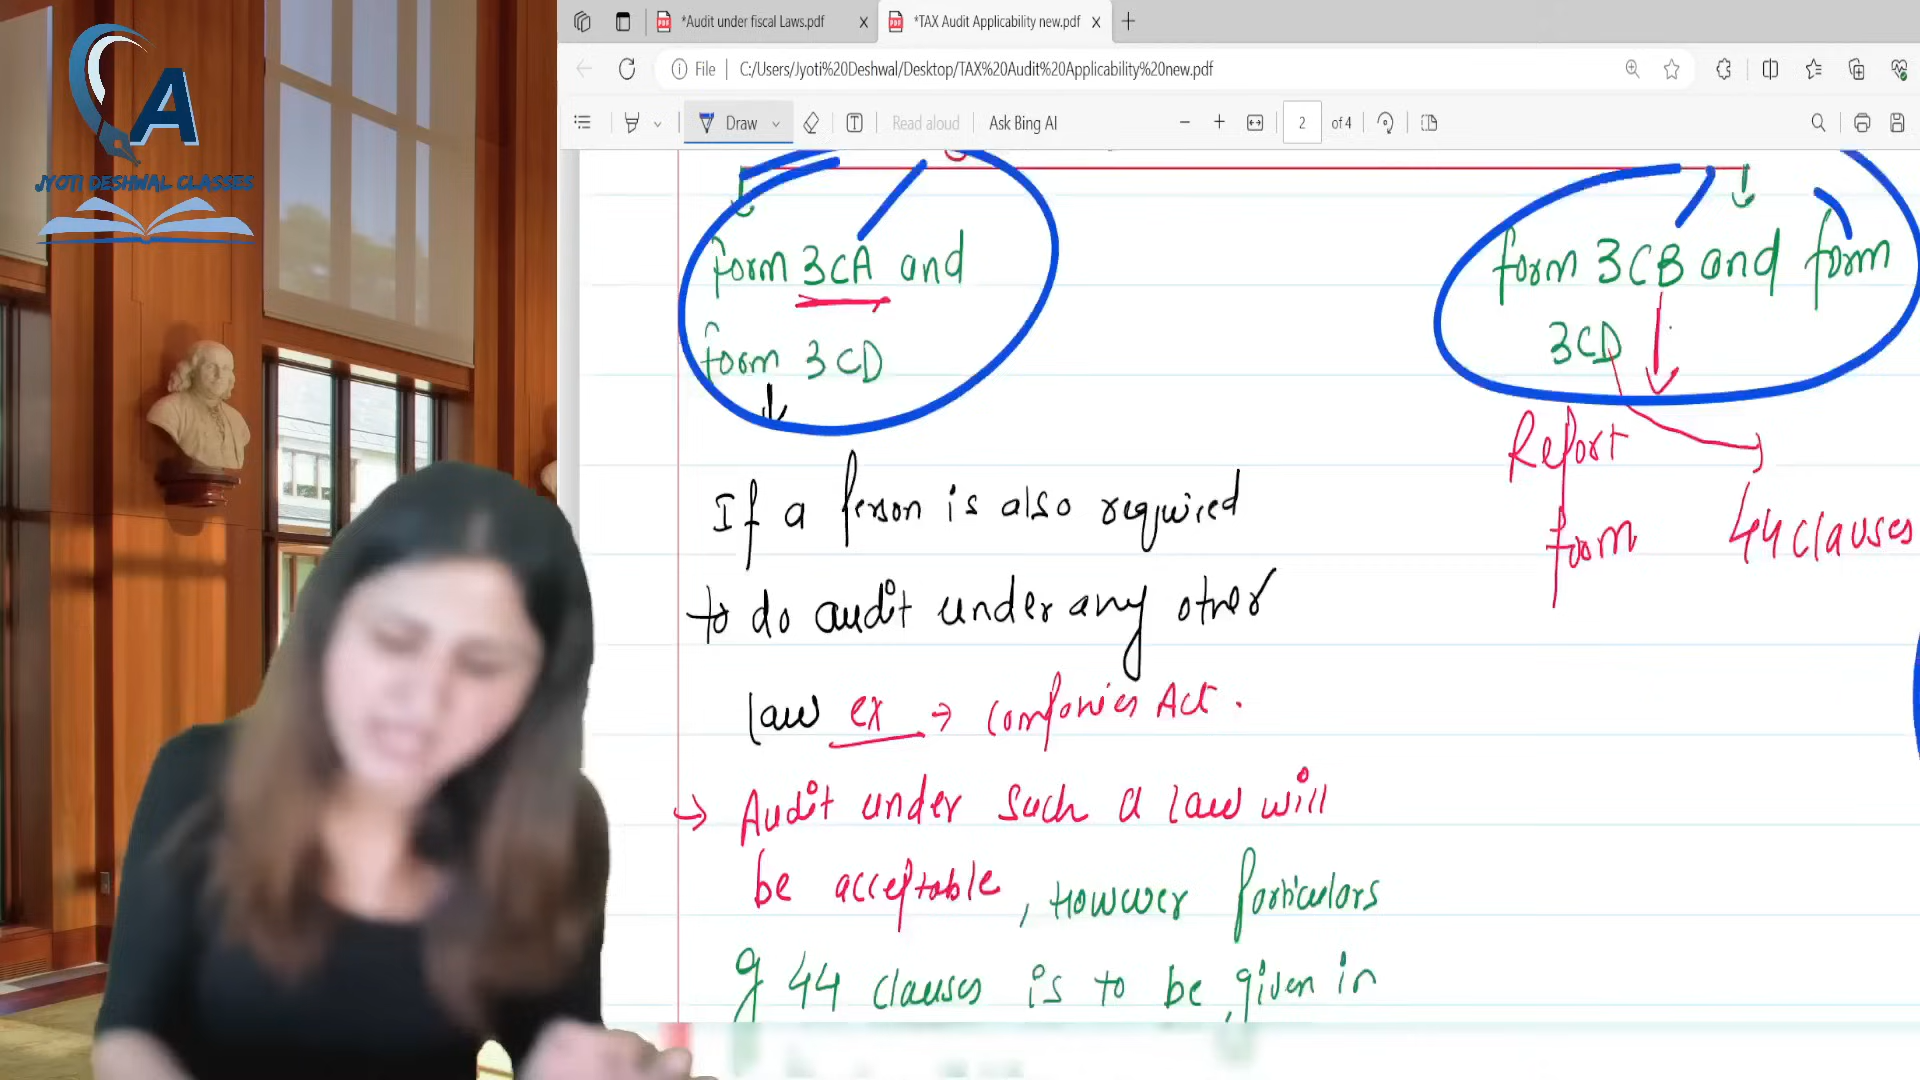 *Audit under fiscal Laws.pdf
*TAX Audit Applicability new.pdf
File
C:/Users/Jyoti%20Deshwal/Desktop/TAX%20Audit%20Applicability%20new.pdf
Draw
Read aloud
Ask Bing AI
2
of 4
CA
JYOTI DESHWAL CLASSES
form 3CA and
form 3CD
form 3CB and form
3CD
Report
form
44 clauses
If a person is also required
to do audit under any other
law ex → Companies Act.
→ Audit under such a law will
be acceptable, However particulars
of 44 clauses is to be given in